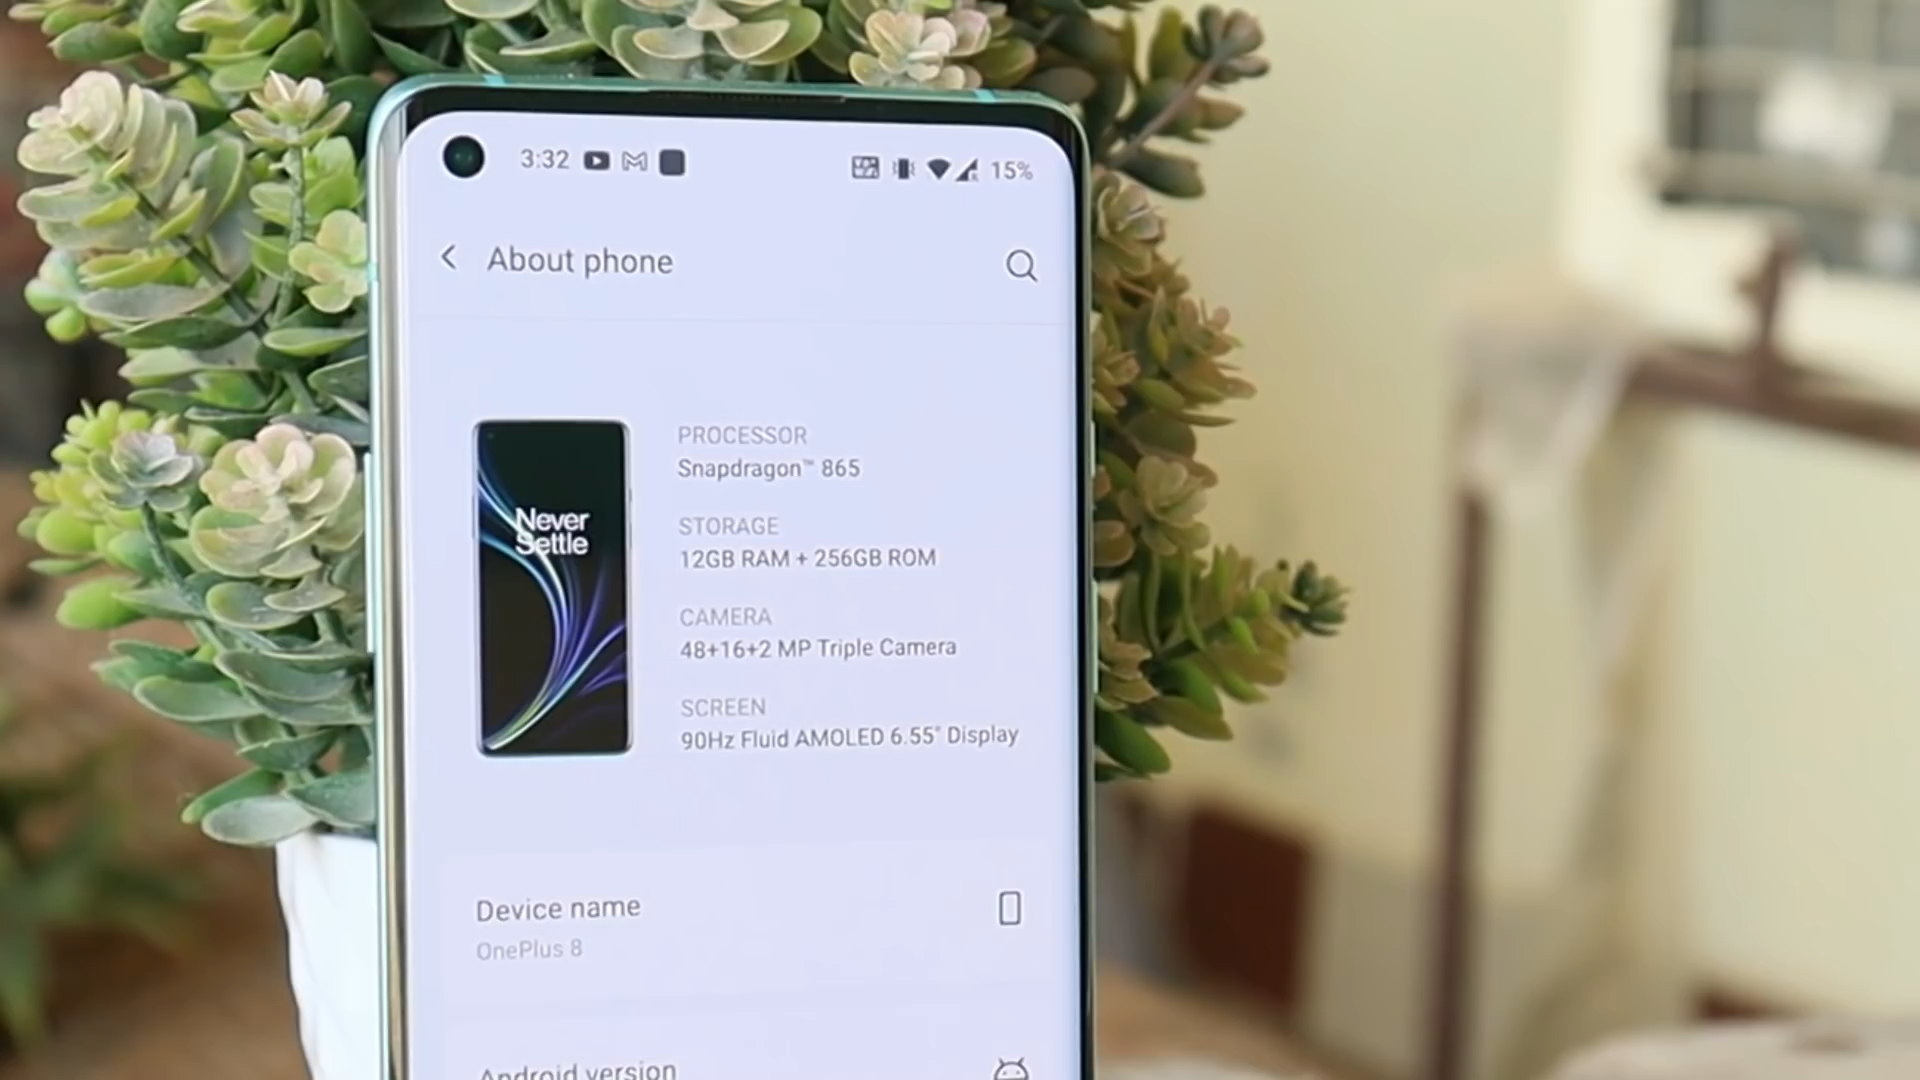 3:32
15%
About phone
PROCESSOR
Snapdragon™ 865
STORAGE
12GB RAM + 256GB ROM
CAMERA
48+16+2 MP Triple Camera
SCREEN
90Hz Fluid AMOLED 6.55" Display
Never
Settle
Device name
OnePlus 8
Android version